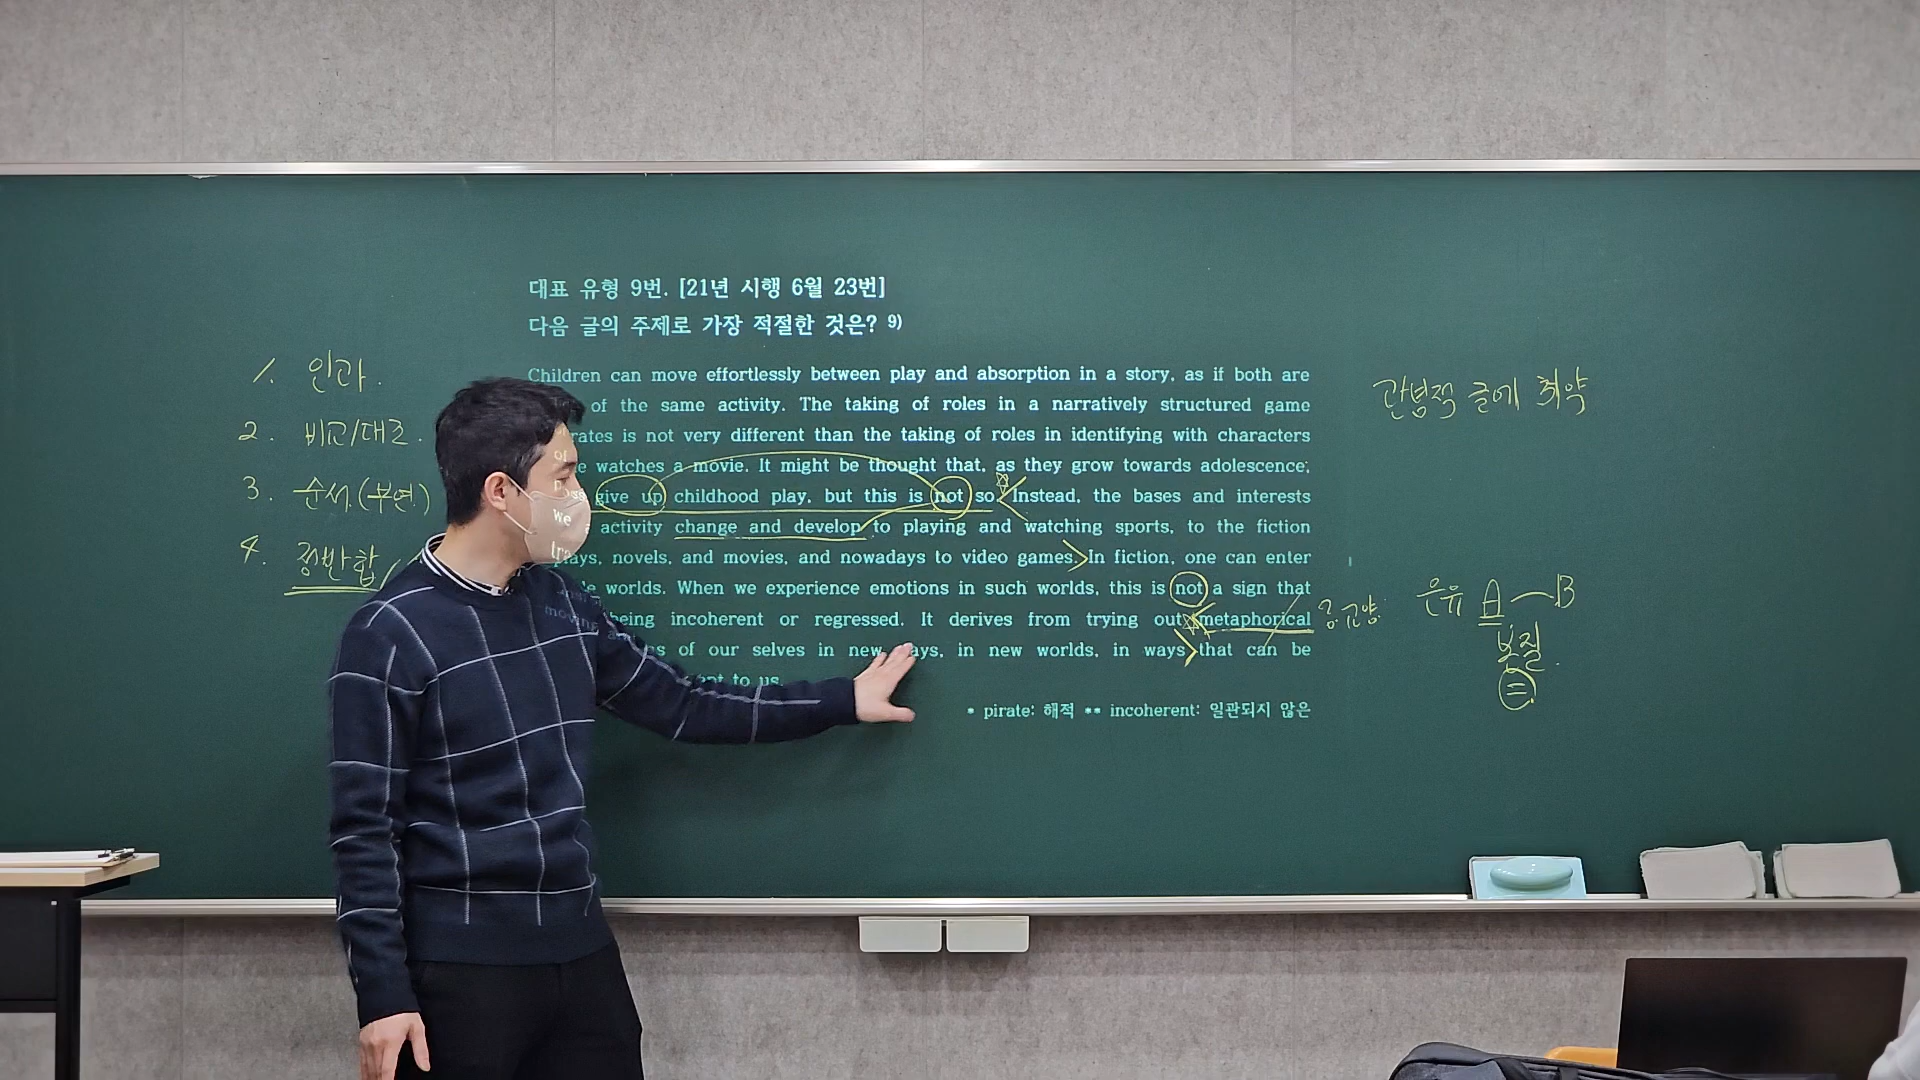 대표 유형 9번. [21년 시행 6월 23번]
다음 글의 주제로 가장 적절한 것은? 9)
Children can move effortlessly between play and absorption in a story, as if both are
of the same activity. The taking of roles in a narratively structured game
rates is not very different than the taking of roles in identifying with characters
e watches a movie. It might be thought that, as they grow towards adolescence,
give up childhood play, but this is not so. Instead, the bases and interests
activity change and develop to playing and watching sports, to the fiction
ays, novels, and movies, and nowadays to video games. In fiction, one can enter
e worlds. When we experience emotions in such worlds, this is not a sign that
being incoherent or regressed. It derives from trying out metaphorical
s of our selves in new ays, in new worlds, in ways that can be
to us.
* pirate: 해적 ** incoherent: 일관되지 않은
1. 인과.
2. 비교/대조.
3. 순서.(부연.)
4. 정반합
관념적 글에 취약
은유 A B
본질.
=